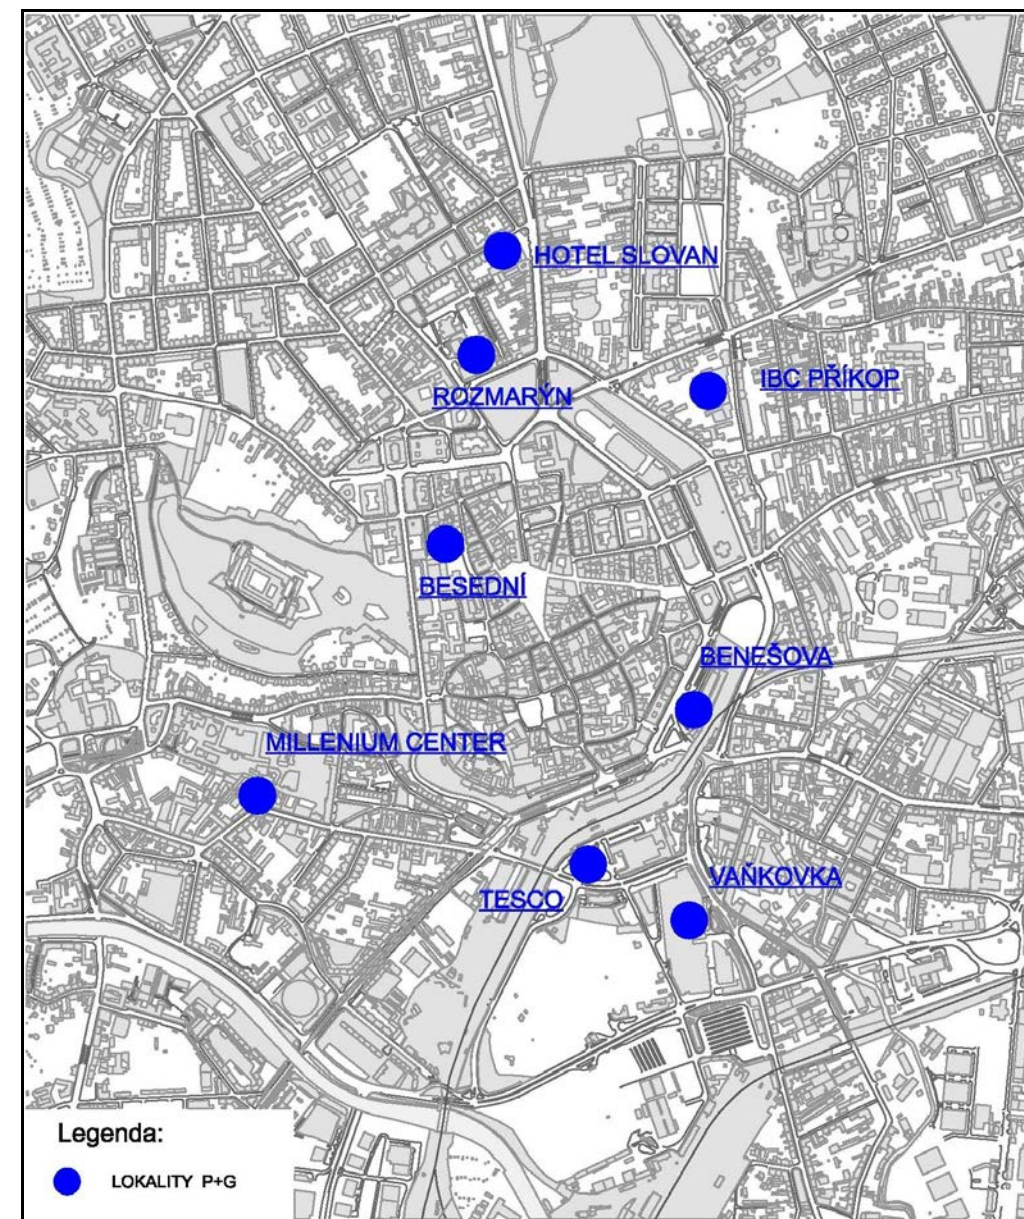 HOTEL SLOVAN
ROZMARÝN
IBC PŘÍKOP
BESEDNÍ
BENEŠOVA
MILLENIUM CENTER
TESCO
VAŇKOVKA
Legenda:
LOKALITY P+G